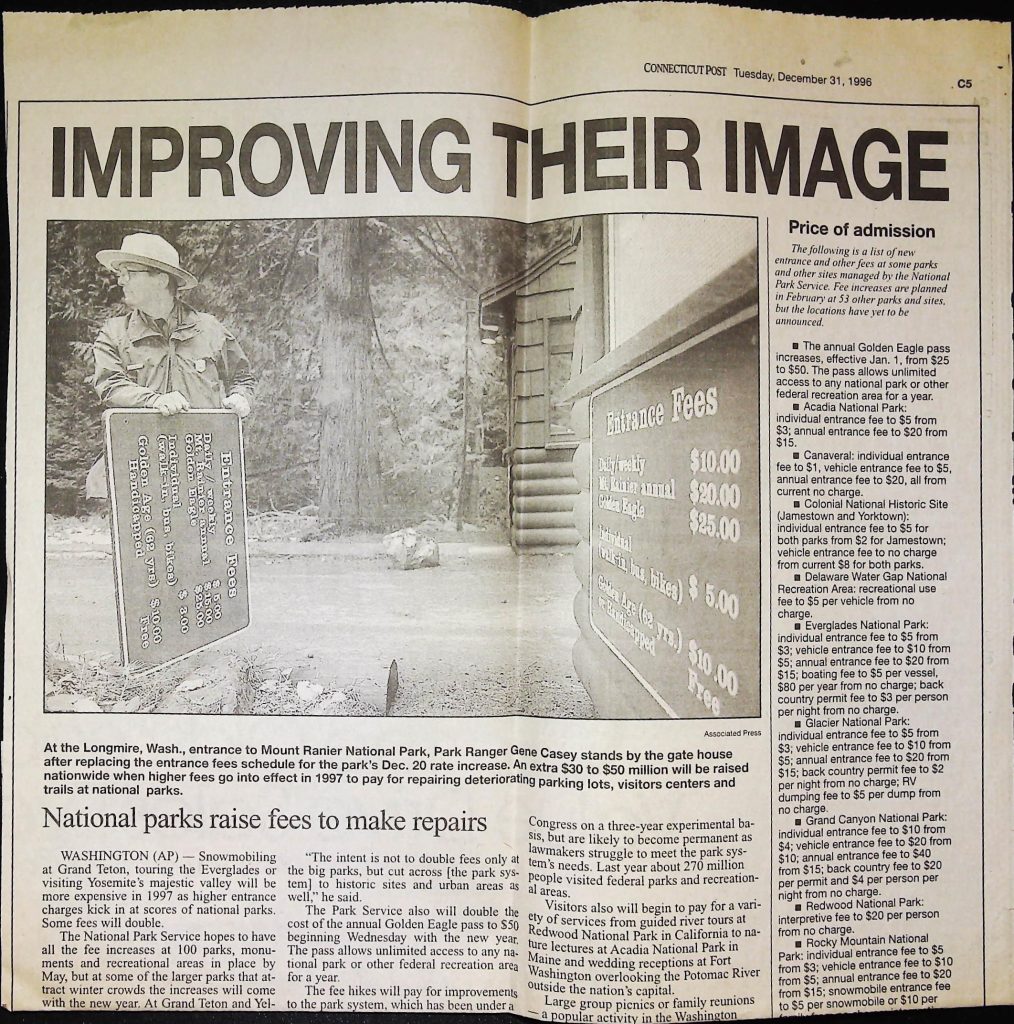 CONNECTICUT POST Tuesday, December 31, 1996
C5
IMPROVING THEIR IMAGE
Entrance Fees
Daily / weekly $ 5.00
Mt Rainier annual $15.00
Golden Eagle $25.00
Individual
(walk-in, bus, bikes) $ 3.00
Golden Age (62 yrs) $10.00
Handicapped Free
Entrance Fees
Daily/weekly $10.00
Mt Rainier annual $20.00
Golden Eagle $25.00
Individual
(walk-in, bus, bikes) $ 5.00
Golden Age (62 yrs.) $10.00
or Handicapped Free
Associated Press
At the Longmire, Wash., entrance to Mount Ranier National Park, Park Ranger Gene Casey stands by the gate house
after replacing the entrance fees schedule for the park's Dec. 20 rate increase. An extra $30 to $50 million will be raised
nationwide when higher fees go into effect in 1997 to pay for repairing deteriorating parking lots, visitors centers and
trails at national parks.
National parks raise fees to make repairs
WASHINGTON (AP) — Snowmobiling
at Grand Teton, touring the Everglades or
visiting Yosemite's majestic valley will be
more expensive in 1997 as higher entrance
charges kick in at scores of national parks.
Some fees will double.
The National Park Service hopes to have
all the fee increases at 100 parks, monu-
ments and recreational areas in place by
May, but at some of the larger parks that at-
tract winter crowds the increases will come
with the new year. At Grand Teton and Yel-
"The intent is not to double fees only at
the big parks, but cut across [the park sys-
tem] to historic sites and urban areas as
well," he said.
The Park Service also will double the
cost of the annual Golden Eagle pass to $50
beginning Wednesday with the new year.
The pass allows unlimited access to any na-
tional park or other federal recreation area
for a year.
The fee hikes will pay for improvements
to the park system, which has been under a
Congress on a three-year experimental ba-
sis, but are likely to become permanent as
lawmakers struggle to meet the park sys-
tem's needs. Last year about 270 million
people visited federal parks and recreation-
al areas.
Visitors also will begin to pay for a vari-
ety of services from guided river tours at
Redwood National Park in California to na-
ture lectures at Acadia National Park in
Maine and wedding receptions at Fort
Washington overlooking the Potomac River
outside the nation's capital.
Large group picnics or family reunions
— a popular activity in the Washington
Price of admission
The following is a list of new
entrance and other fees at some parks
and other sites managed by the National
Park Service. Fee increases are planned
in February at 53 other parks and sites,
but the locations have yet to be
announced.
■ The annual Golden Eagle pass
increases, effective Jan. 1, from $25
to $50. The pass allows unlimited
access to any national park or other
federal recreation area for a year.
■ Acadia National Park:
individual entrance fee to $5 from
$3; annual entrance fee to $20 from
$15.
■ Canaveral: individual entrance
fee to $1, vehicle entrance fee to $5,
annual entrance fee to $20, all from
current no charge.
■ Colonial National Historic Site
(Jamestown and Yorktown):
individual entrance fee to $5 for
both parks from $2 for Jamestown;
vehicle entrance fee to no charge
from current $8 for both parks.
■ Delaware Water Gap National
Recreation Area: recreational use
fee to $5 per vehicle from no
charge.
■ Everglades National Park:
individual entrance fee to $5 from
$3; vehicle entrance fee to $10 from
$5; annual entrance fee to $20 from
$15; boating fee to $5 per vessel,
$80 per year from no charge; back
country permit fee to $3 per person
per night from no charge.
■ Glacier National Park:
individual entrance fee to $5 from
$3; vehicle entrance fee to $10 from
$5; annual entrance fee to $20 from
$15; back country permit fee to $2
per night from no charge; RV
dumping fee to $5 per dump from
no charge.
■ Grand Canyon National Park:
individual entrance fee to $10 from
$4; vehicle entrance fee to $20 from
$10; annual entrance fee to $40
from $15; back country fee to $20
per permit and $4 per person per
night from no charge.
■ Redwood National Park:
interpretive fee to $20 per person
from no charge.
■ Rocky Mountain National
Park: individual entrance fee to $5
from $3; vehicle entrance fee to $10
from $5; annual entrance fee to $20
from $15; snowmobile entrance fee
to $5 per snowmobile or $10 per